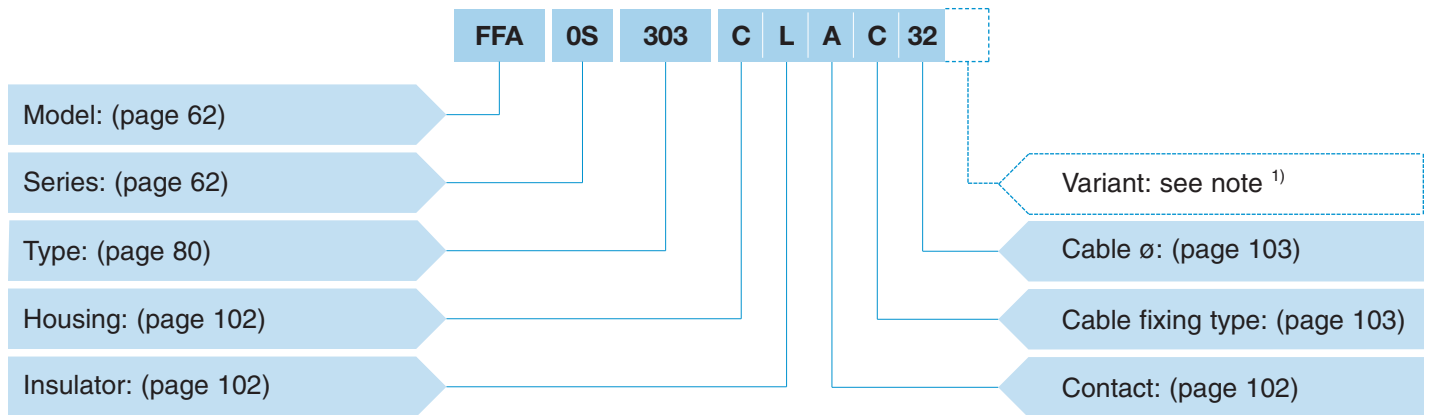 FFA 0S 303 C L A C 32
Model: (page 62)
Series: (page 62)
Type: (page 80)
Housing: (page 102)
Insulator: (page 102)
Variant: see note 1)
Cable ø: (page 103)
Cable fixing type: (page 103)
Contact: (page 102)